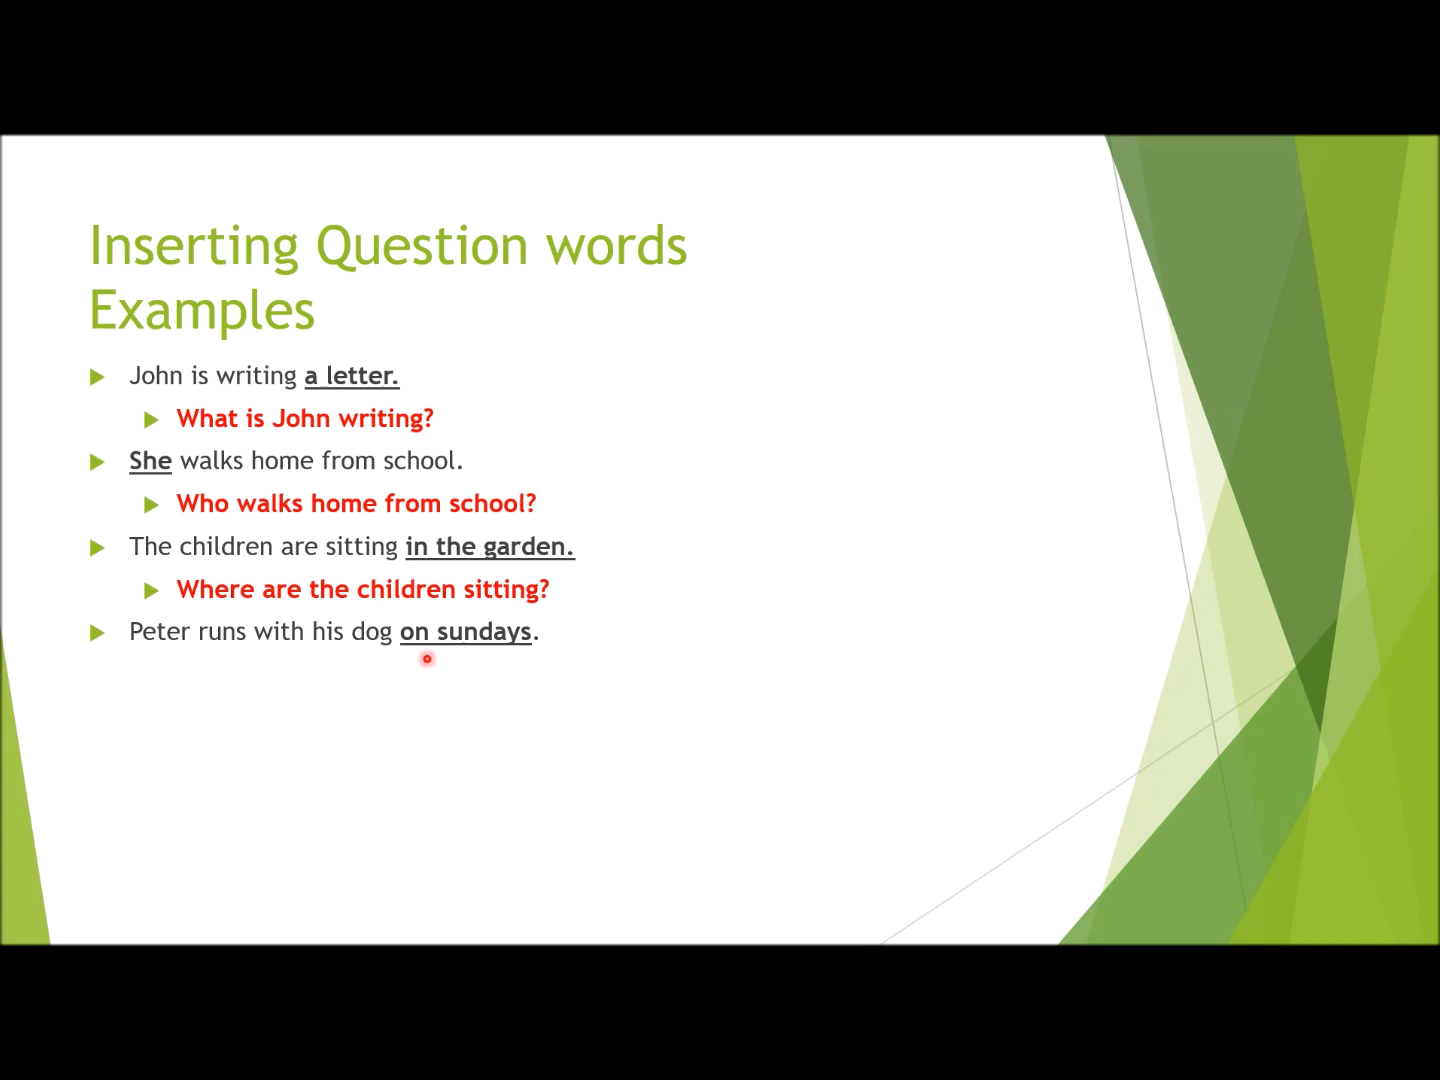 Inserting Question words
Examples
John is writing a letter.
What is John writing?
She walks home from school.
Who walks home from school?
The children are sitting in the garden.
Where are the children sitting?
Peter runs with his dog on sundays.